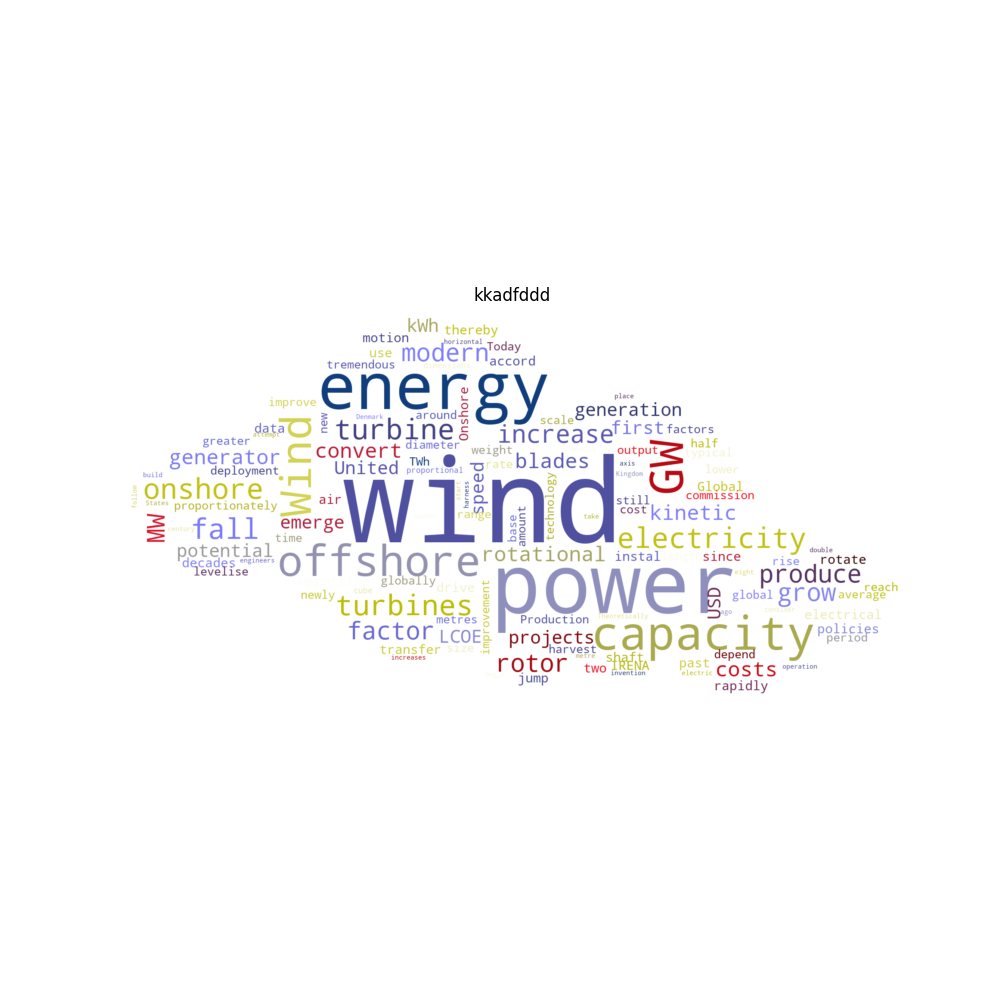 kkadfddd
kWh
thereby
motion
horizontal
Today
use
modern
accord
tremendous
energy
place
improve
Onshore
generation
Denmark
around
new
Wind
turbine
scale
first
factors
data
increase
greater
attempt
convert
diameter
weight
output
GW
half
typical
generator
United
TWh
blades
axis
deployment
proportional
rate
speed
Kingdom
lower
build
wind
onshore
harness
start
technology
Global
commission
still
cost
follow
States
proportionately
air
range
take
MW
emerge
base
amount
kinetic
century
fall
time
electricity
potential
offshore
rotational
instal
since
double
decades
engineers
rise
rotate
levelise
globally
power
eight
produce
drive
cube
newly
turbines
improvement
USD
global
grow
average
reach
ago
theoretically
electrical
metres
Production
capacity
factor
LCOE
projects
policies
period
transfer
size
harvest
increases
rotor
metre
shaft
depend
two
IRENA
past
costs
operation
jump
invention
electric
rapidly